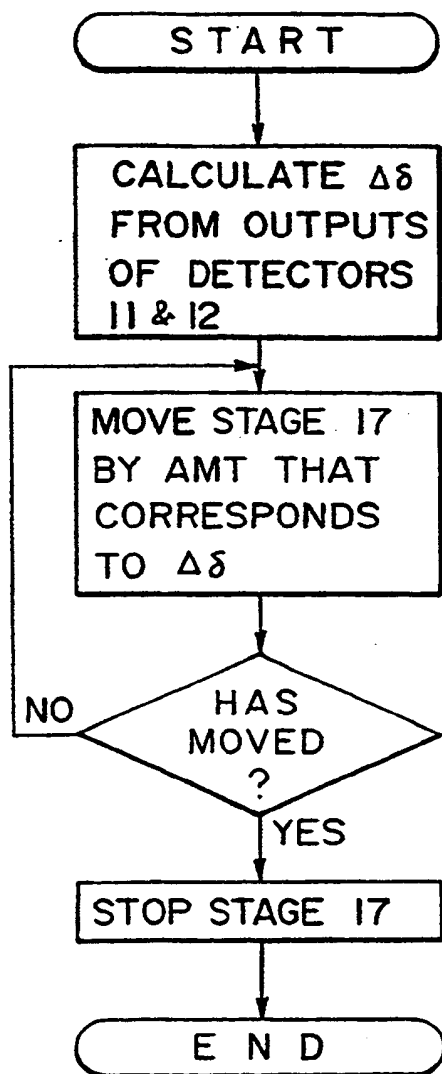 START
CALCULATE Δδ
FROM OUTPUTS
OF DETECTORS
11 & 12
MOVE STAGE 17
BY AMT THAT
CORRESPONDS
TO Δδ
HAS
MOVED
?
NO
YES
STOP STAGE 17
END